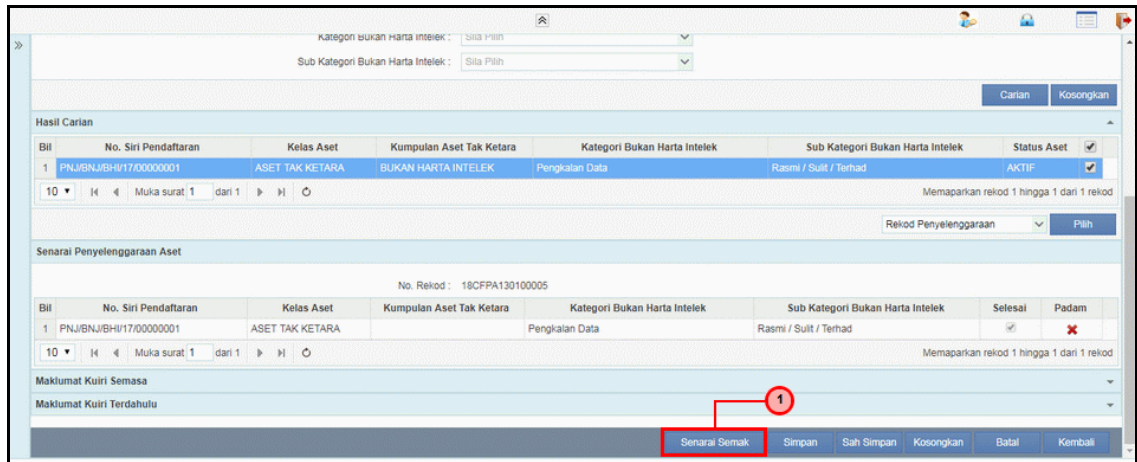 Kategori Bukan Harta Intelek : Sila Pilih
Sub Kategori Bukan Harta Intelek : Sila Pilih
Carian Kosongkan
Hasil Carian
Bil No. Siri Pendaftaran Kelas Aset Kumpulan Aset Tak Ketara Kategori Bukan Harta Intelek Sub Kategori Bukan Harta Intelek Status Aset
1 PNJ/BNJ/BHI/17/00000001 ASET TAK KETARA BUKAN HARTA INTELEK Pengkalan Data Rasmi / Sulit / Terhad AKTIF
10 Muka surat 1 dari 1 Memaparkan rekod 1 hingga 1 dari 1 rekod
Rekod Penyelenggaraan Pilih
Senarai Penyelenggaraan Aset
No. Rekod : 18CFPA130100005
Bil No. Siri Pendaftaran Kelas Aset Kumpulan Aset Tak Ketara Kategori Bukan Harta Intelek Sub Kategori Bukan Harta Intelek Selesai Padam
1 PNJ/BNJ/BHI/17/00000001 ASET TAK KETARA Pengkalan Data Rasmi / Sulit / Terhad
10 Muka surat 1 dari 1 Memaparkan rekod 1 hingga 1 dari 1 rekod
Maklumat Kuiri Semasa
Maklumat Kuiri Terdahulu
1
Senarai Semak Simpan Sah Simpan Kosongkan Batal Kembali